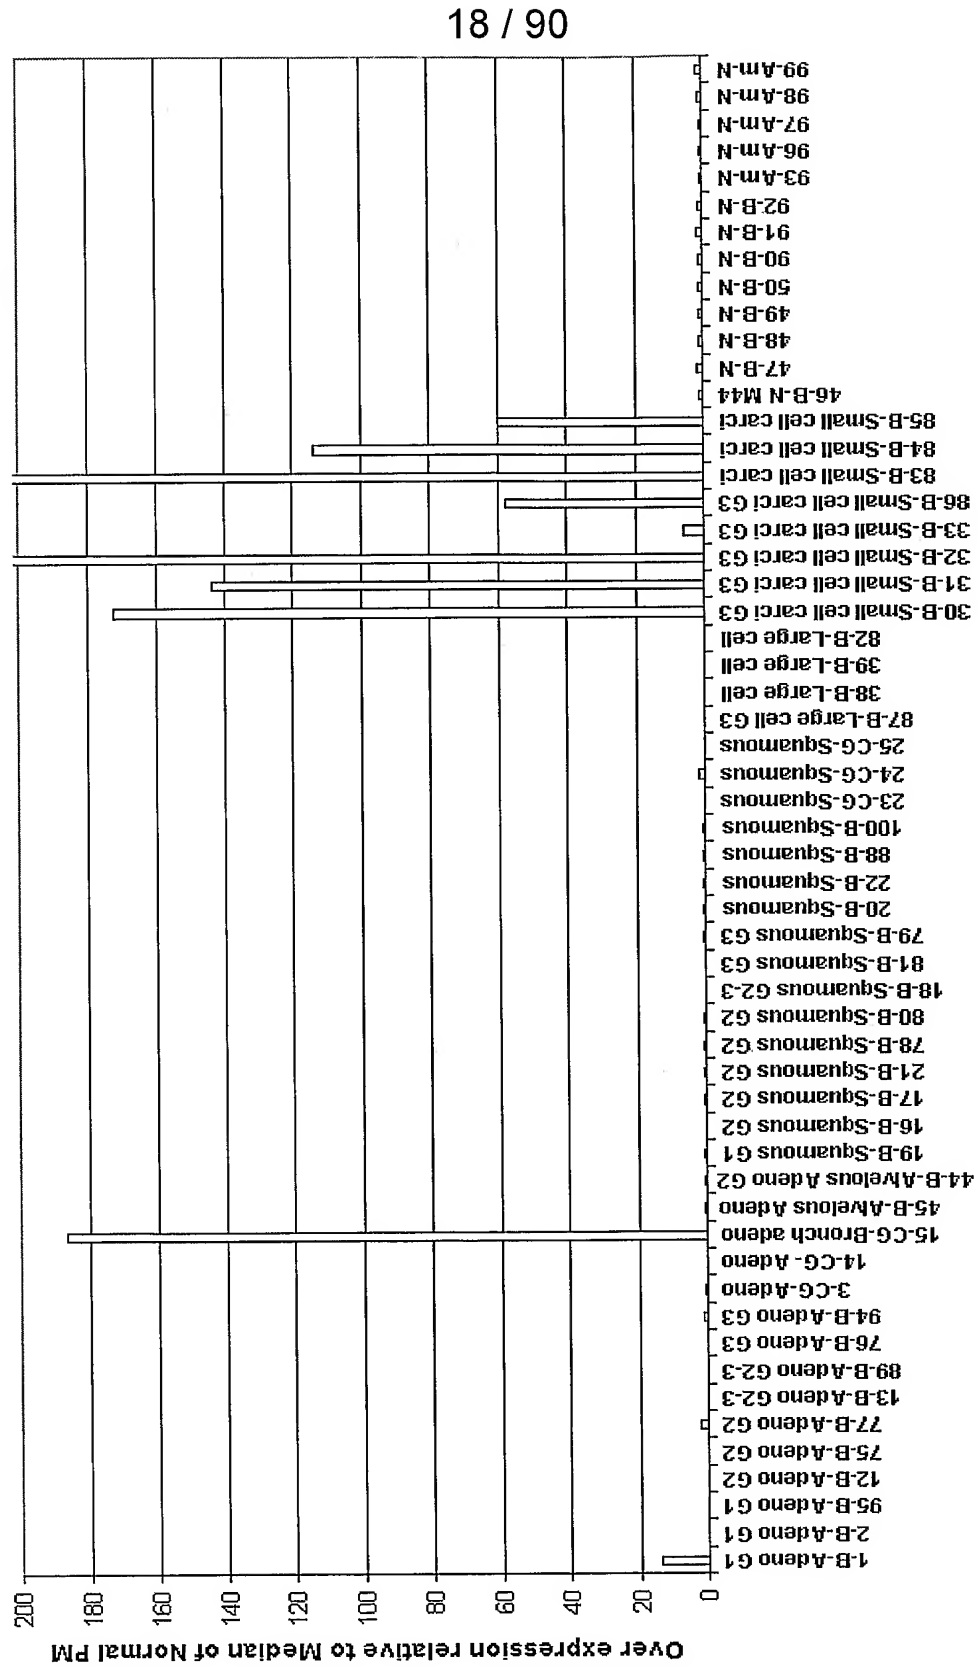 18 / 90
99-Am-N
98-Am-N
97-Am-N
96-Am-N
93-Am-N
92-B-N
91-B-N
90-B-N
50-B-N
49-B-N
48-B-N
47-B-N
46-B-N M44
85-B-Small cell carci
84-B-Small cell carci
83-B-Small cell carci
86-B-Small cell carci G3
33-B-Small cell carci G3
32-B-Small cell carci G3
31-B-Small cell carci G3
30-B-Small cell carci G3
82-B-Large cell
39-B-Large cell
38-B-Large cell
87-B-Large cell G3
25-CG-Squamous
24-CG-Squamous
23-CG-Squamous
100-B-Squamous
88-B-Squamous
22-B-Squamous
20-B-Squamous
79-B-Squamous G3
81-B-Squamous G3
18-B-Squamous G2-3
80-B-Squamous G2
78-B-Squamous G2
21-B-Squamous G2
17-B-Squamous G2
16-B-Squamous G2
19-B-Squamous G1
44-B-Alvelous Adeno G2
45-B-Alvelous Adeno
15-CG-Bronch adeno
14-CG- Adeno
3-CG-Adeno
94-B-Adeno G3
76-B-Adeno G3
89-B-Adeno G2-3
13-B-Adeno G2-3
77-B-Adeno G2
75-B-Adeno G2
12-B-Adeno G2
95-B-Adeno G1
2-B-Adeno G1
1-B-Adeno G1
200
180
160
140
120
100
80
60
40
20
0
Over expression relative to Median of Normal PM